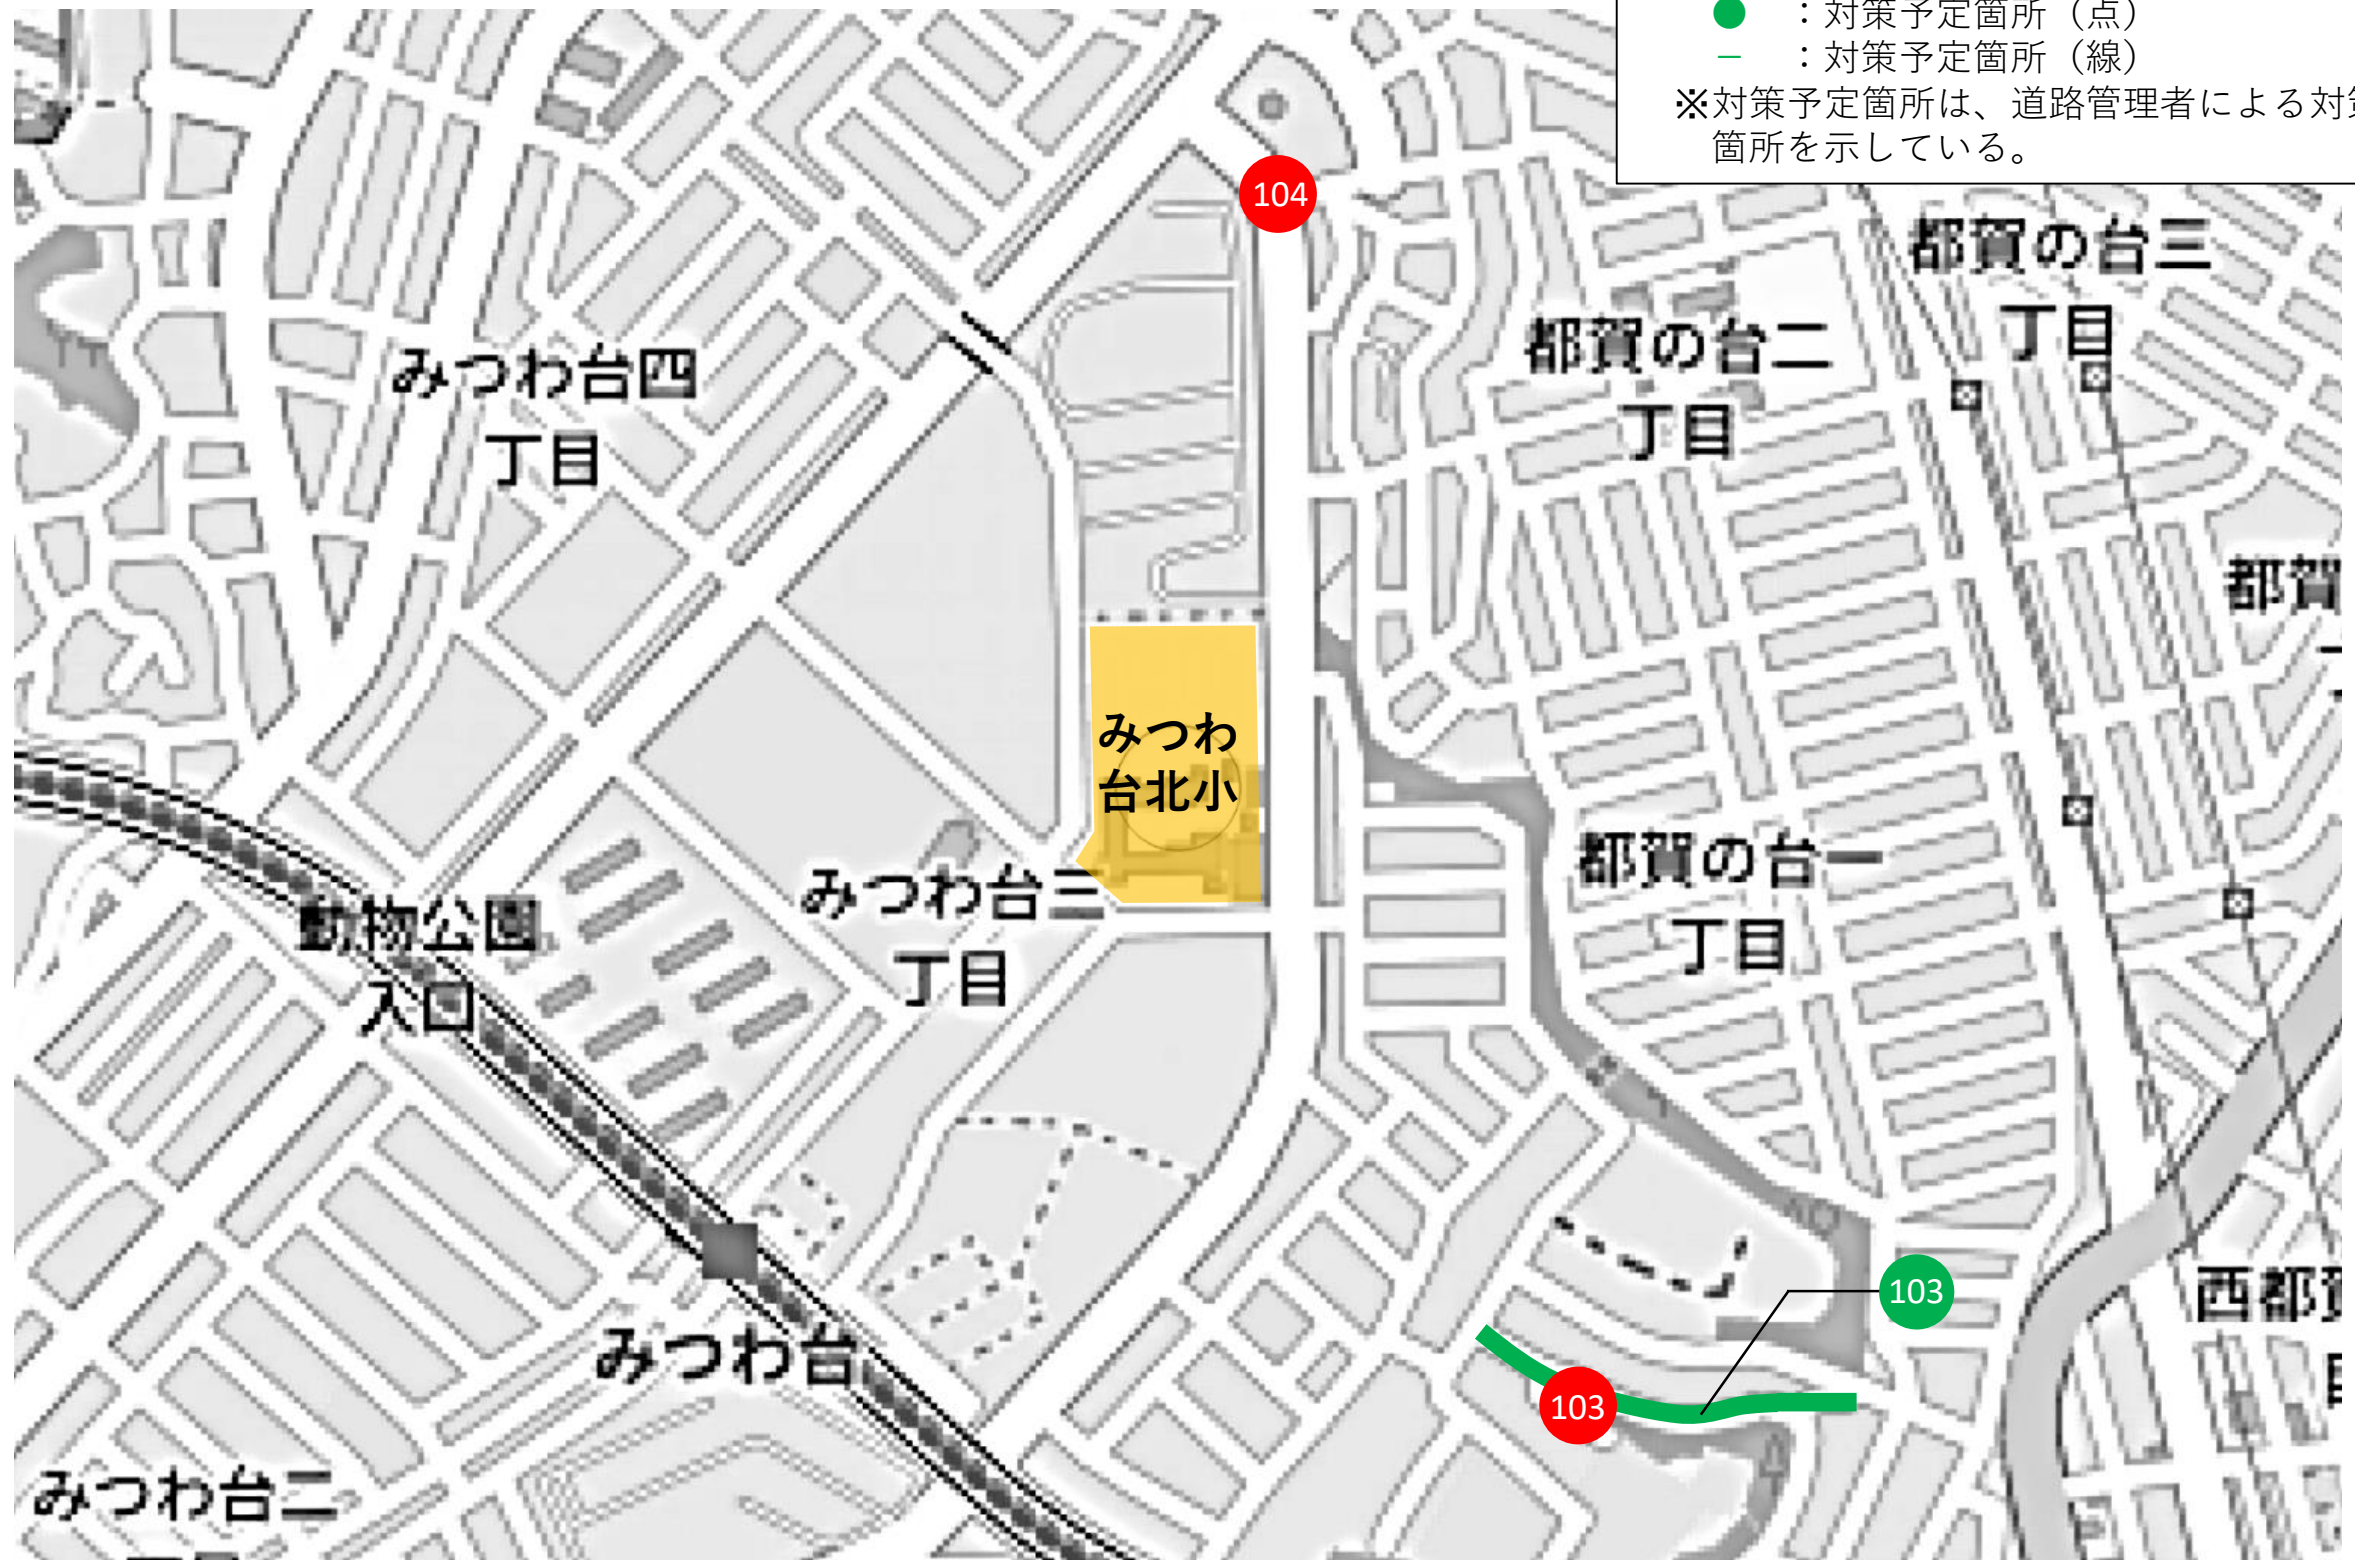 ● ：対策予定箇所（点）
− ：対策予定箇所（線）
※対策予定箇所は、道路管理者による対策
箇所を示している。
104
都賀の台三
丁目
都賀の台二
丁目
みつわ台四
丁目
都賀
みつわ
台北小
都賀の台一
丁目
みつわ台三
丁目
動物公園
入口
103
西都賀
みつわ台
103
みつわ台二